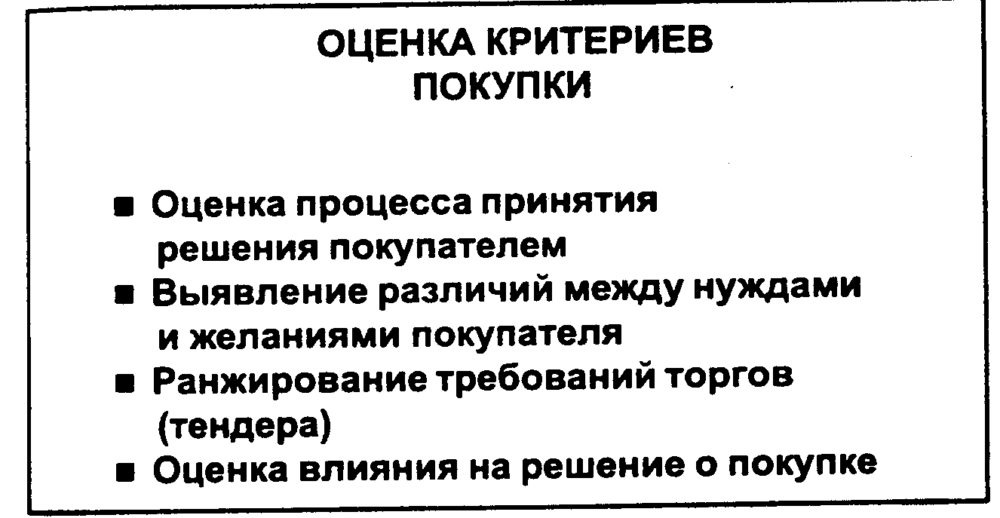 ОЦЕНКА КРИТЕРИЕВ
ПОКУПКИ
■ Оценка процесса принятия
решения покупателем
■ Выявление различий между нуждами
и желаниями покупателя
■ Ранжирование требований торгов
(тендера)
■ Оценка влияния на решение о покупке